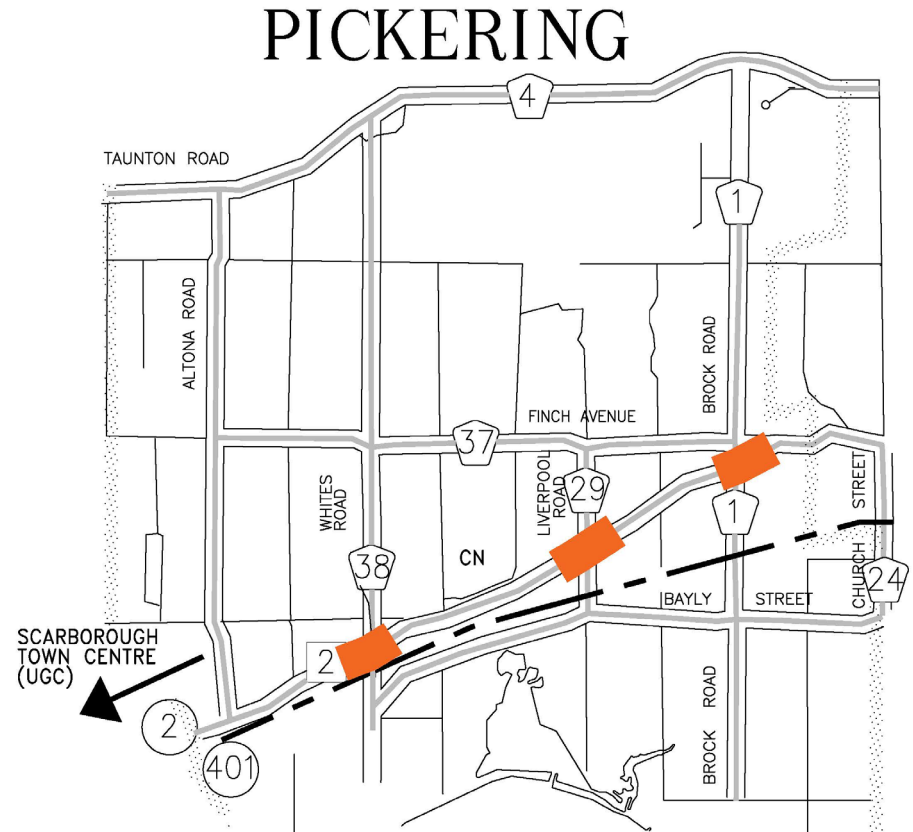 PICKERING
4
TAUNTON ROAD
1
ALTONA ROAD
BROCK ROAD
FINCH AVENUE
37
WHITES
ROAD
LIVERPOOL
ROAD
29
1
CHURCH STREET
CN
38
24
BAYLY STREET
SCARBOROUGH
TOWN CENTRE
(UGC)
2
BROCK ROAD
2
401